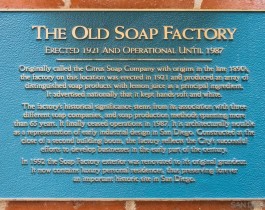 THE OLD SOAP FACTORY
ERECTED 1921 AND OPERATIONAL UNTIL 1987
Originally called the Citrus Soap Company with origins in the late 1890s,
the factory on this location was erected in 1921 and produced an array of
distinguished soap products with lemon juice as a principal ingredient.
It advertised nationally that it kept hands soft and white.
The factory's historical significance stems from its association with three
different soap companies, and soap production methods spanning more
than 65 years. It finally ceased operations in 1987. It is architecturally notable
as a representation of early industrial design in San Diego. Constructed at the
close of a national building boom, the factory reflects the City's successful
efforts to develop businesses in the early part of the century.
In 1992 the Soap Factory exterior was renovated to its original grandeur.
It now contains luxury personal residences, thus preserving forever
an important historic site in San Diego.